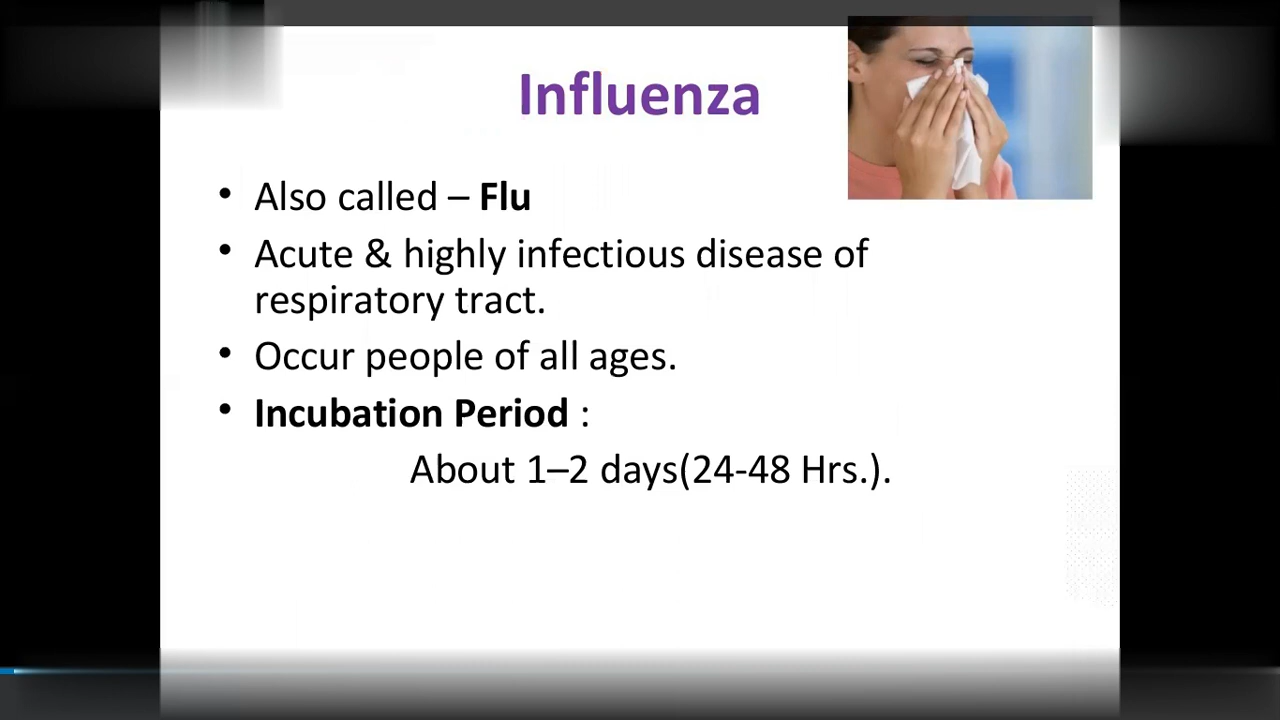 Influenza
• Also called – Flu
• Acute & highly infectious disease of
respiratory tract.
• Occur people of all ages.
• Incubation Period :
About 1–2 days(24-48 Hrs.).